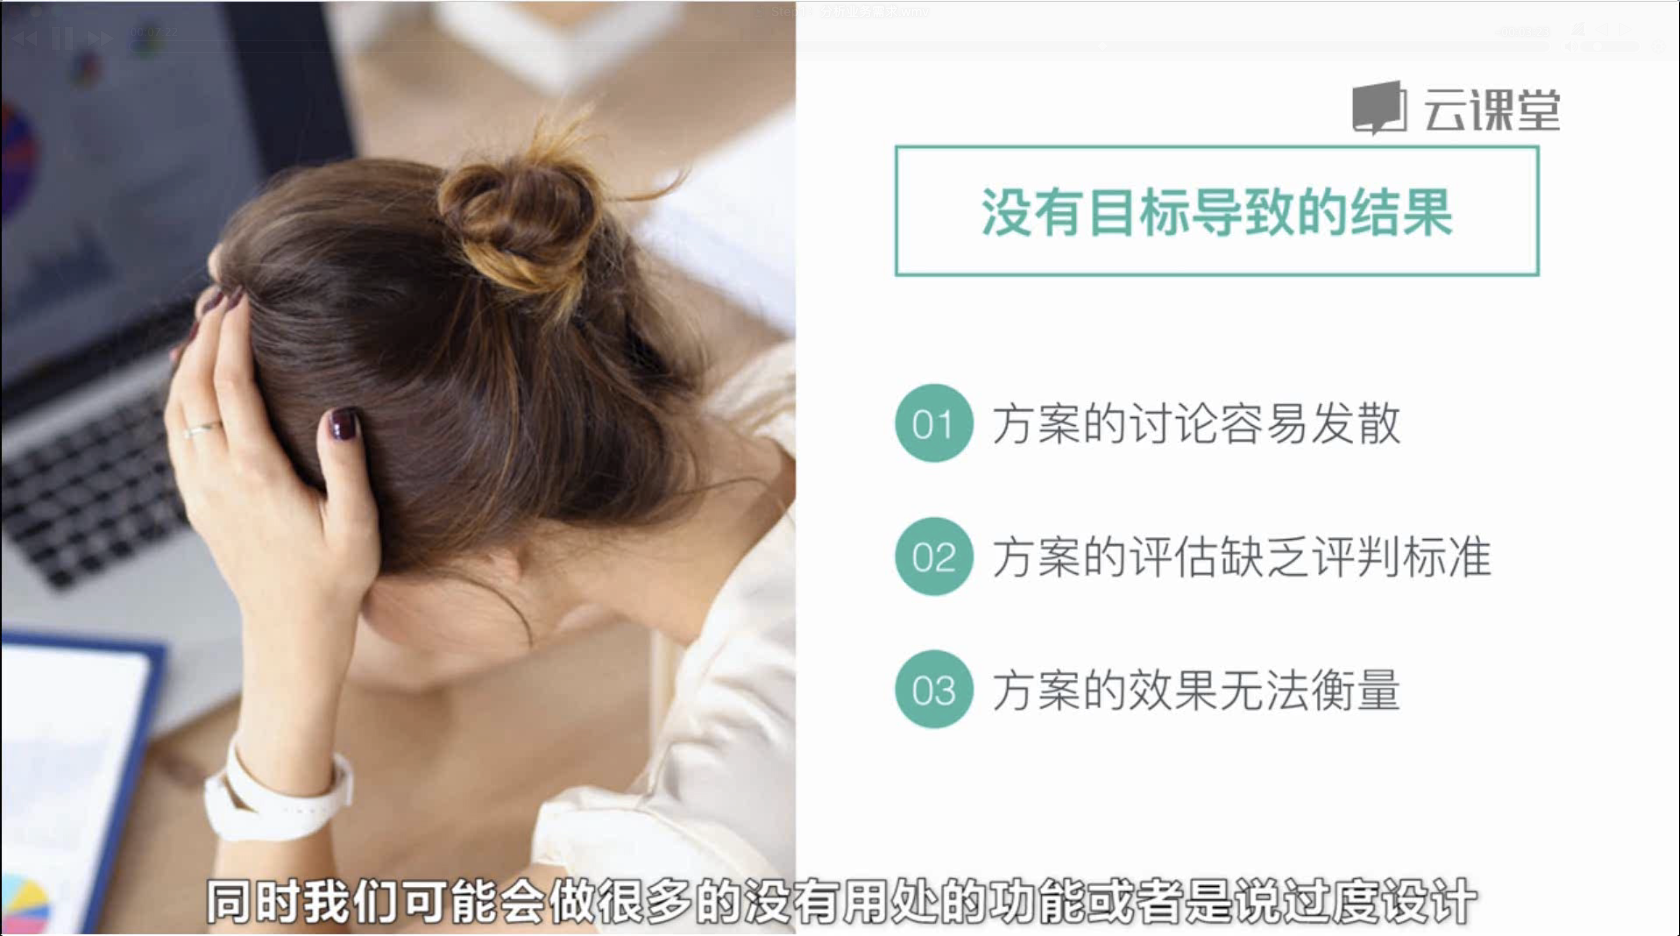 云课堂
没有目标导致的结果
01 方案的讨论容易发散
02 方案的评估缺乏评判标准
03 方案的效果无法衡量
同时我们可能会做很多的没有用处的功能或者是说过度设计